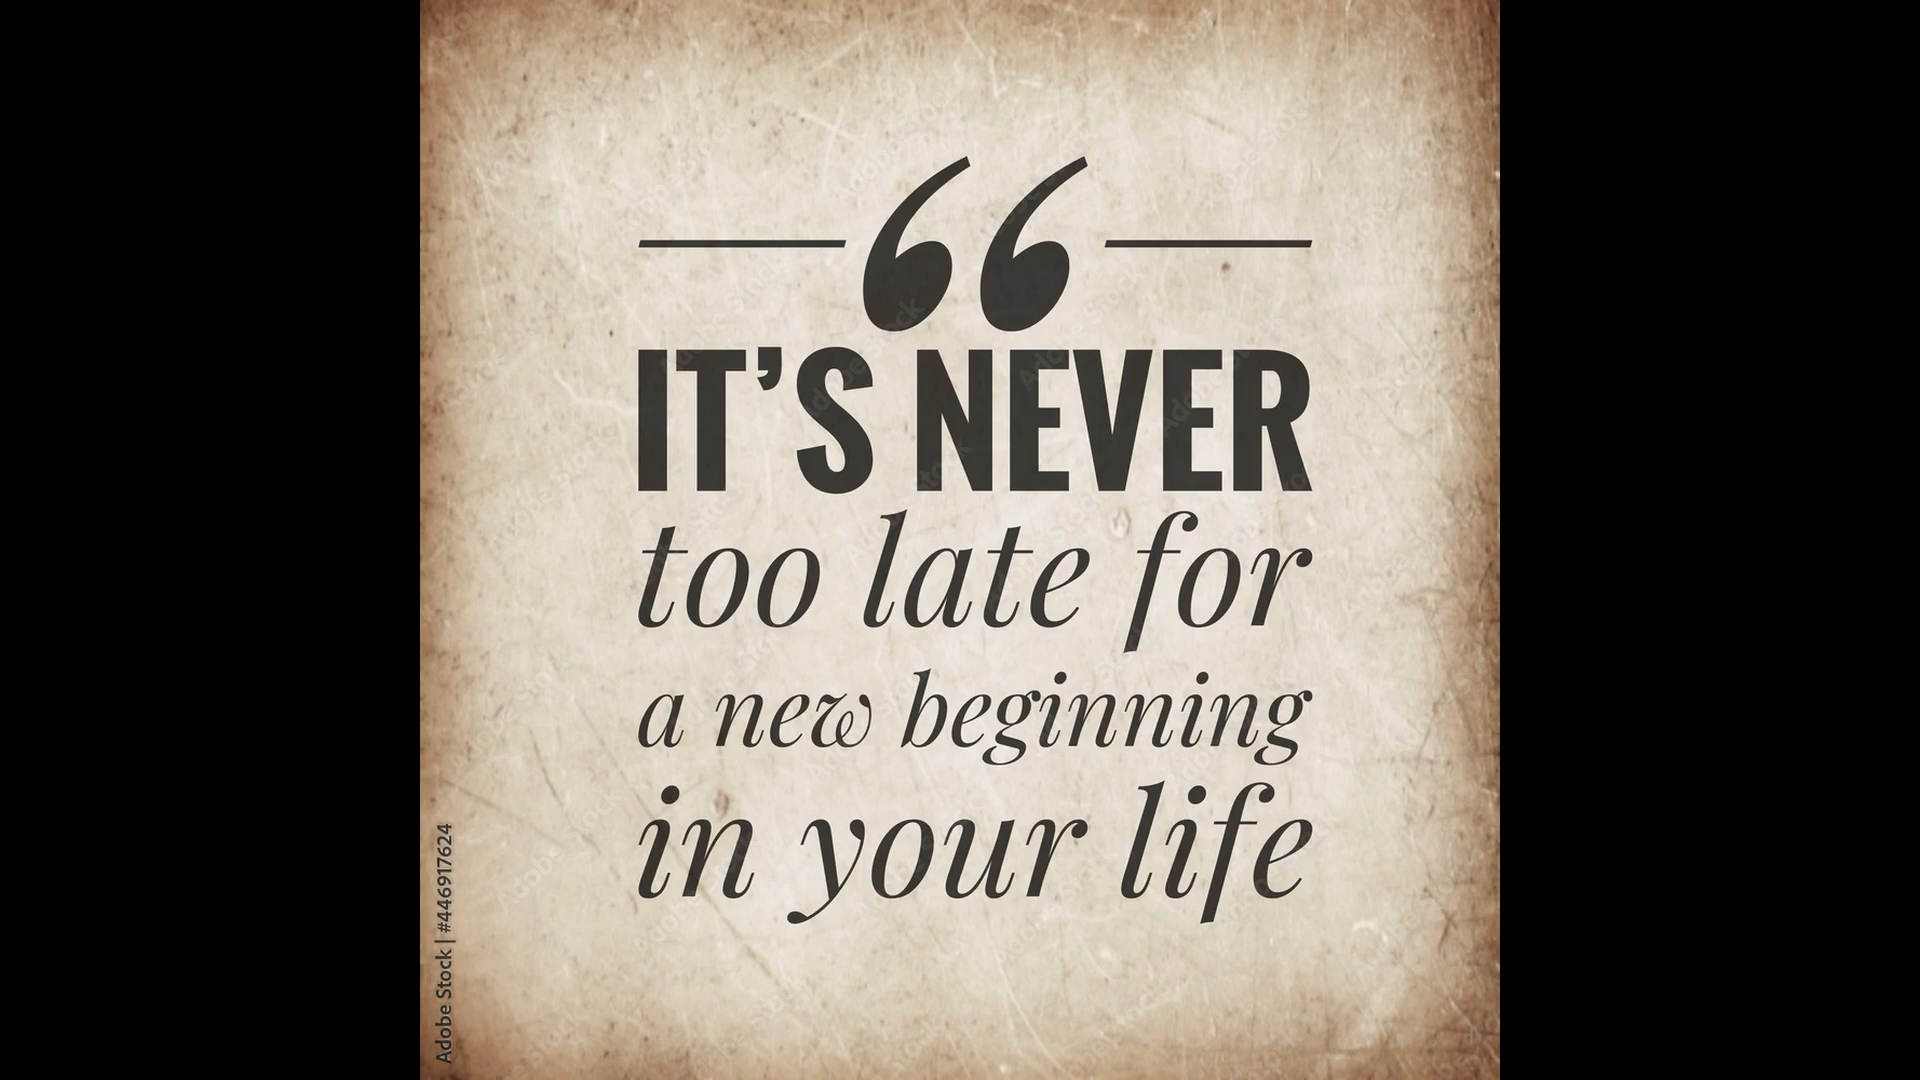 “
IT’S NEVER
too late for
a new beginning
in your life
Adobe Stock | #446917624